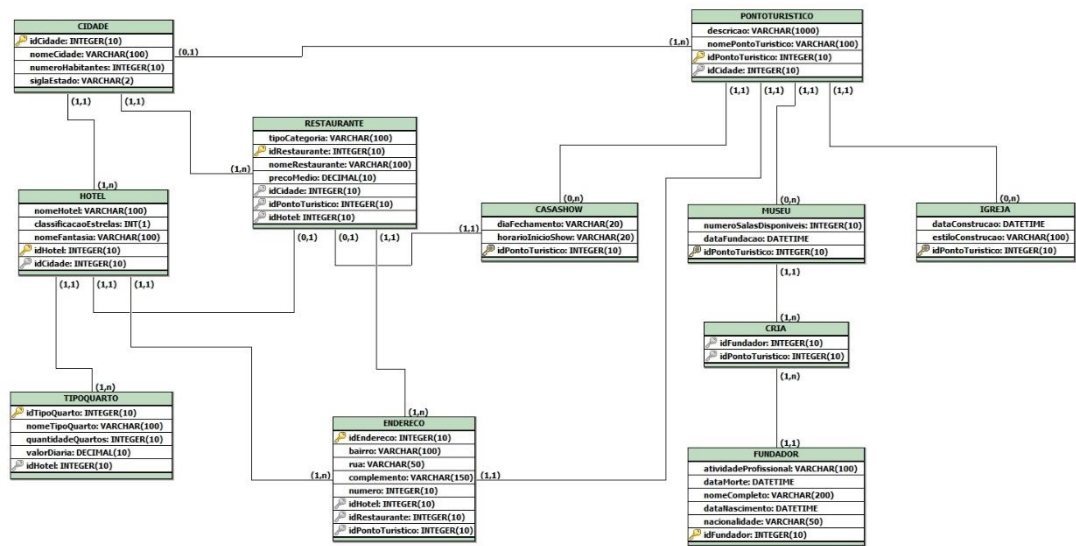 CIDADE
idCidade: INTEGER(10)
nomeCidade: VARCHAR(100)
numeroHabitantes: INTEGER(10)
siglaEstado: VARCHAR(2)
(0,1)
(1,n)
(1,1)
(1,1)
PONTOTURISTICO
descricao: VARCHAR(1000)
nomePontoTuristico: VARCHAR(100)
idPontoTuristico: INTEGER(10)
idCidade: INTEGER(10)
(1,1)
(1,1)
(1,1)
(1,1)
RESTAURANTE
tipoCategoria: VARCHAR(100)
idRestaurante: INTEGER(10)
nomeRestaurante: VARCHAR(100)
precoMedio: DECIMAL(10)
idCidade: INTEGER(10)
idPontoTuristico: INTEGER(10)
idHotel: INTEGER(10)
(1,n)
(0,1)
(0,1)
(1,1)
(1,n)
HOTEL
nomeHotel: VARCHAR(100)
classificacaoEstrelas: INT(1)
nomeFantasia: VARCHAR(100)
idHotel: INTEGER(10)
idCidade: INTEGER(10)
(1,1)
(1,1)
(1,1)
(0,n)
CASASHOW
diaFechamento: VARCHAR(20)
horarioInicioShow: VARCHAR(20)
idPontoTuristico: INTEGER(10)
(1,1)
(0,n)
MUSEU
numeroSalasDisponiveis: INTEGER(10)
dataFundacao: DATETIME
idPontoTuristico: INTEGER(10)
(1,1)
(0,n)
IGREJA
dataConstrucao: DATETIME
estiloConstrucao: VARCHAR(100)
idPontoTuristico: INTEGER(10)
(1,n)
CRIA
idFundador: INTEGER(10)
idPontoTuristico: INTEGER(10)
(1,n)
(1,n)
TIPOQUARTO
idTipoQuarto: INTEGER(10)
nomeTipoQuarto: VARCHAR(100)
quantidadeQuartos: INTEGER(10)
valorDiaria: DECIMAL(10)
idHotel: INTEGER(10)
(1,n)
ENDERECO
idEndereco: INTEGER(10)
bairro: VARCHAR(100)
rua: VARCHAR(50)
complemento: VARCHAR(150)
numero: INTEGER(10)
idHotel: INTEGER(10)
idRestaurante: INTEGER(10)
idPontoTuristico: INTEGER(10)
(1,n)
(1,1)
(1,1)
FUNDADOR
atividadeProfissional: VARCHAR(100)
dataMorte: DATETIME
nomeCompleto: VARCHAR(200)
dataNascimento: DATETIME
nacionalidade: VARCHAR(50)
idFundador: INTEGER(10)